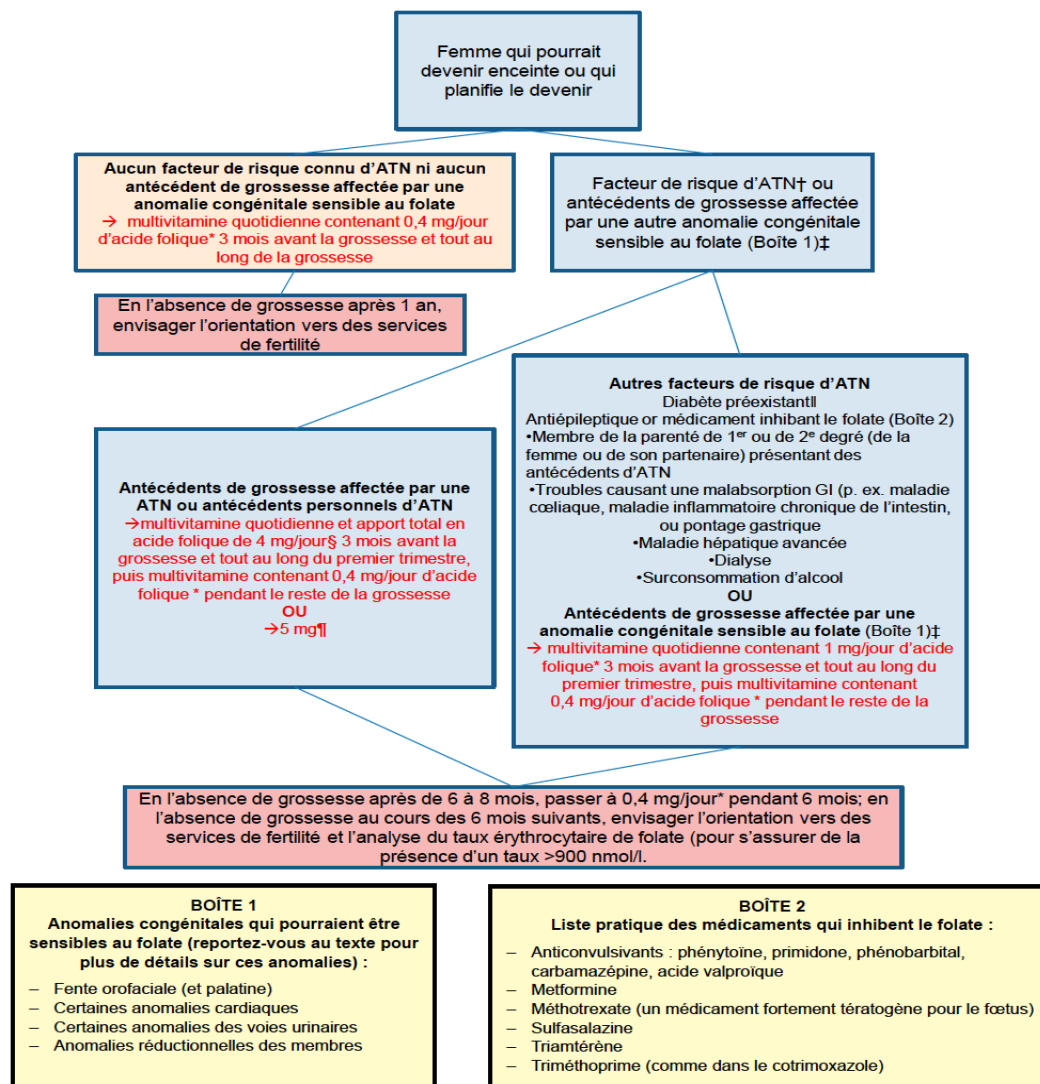 Femme qui pourrait
devenir enceinte ou qui
planifie le devenir
Aucun facteur de risque connu d’ATN ni aucun
antécédent de grossesse affectée par une
anomalie congénitale sensible au folate
→ multivitamine quotidienne contenant 0,4 mg/jour
d’acide folique* 3 mois avant la grossesse et tout au
long de la grossesse
Facteur de risque d’ATN† ou
antécédents de grossesse affectée
par une autre anomalie congénitale
sensible au folate (Boîte 1)‡
En l’absence de grossesse après 1 an,
envisager l’orientation vers des services
de fertilité
Antécédents de grossesse affectée par une
ATN ou antécédents personnels d’ATN
→multivitamine quotidienne et apport total en
acide folique de 4 mg/jour§ 3 mois avant la
grossesse et tout au long du premier trimestre,
puis multivitamine contenant 0,4 mg/jour d’acide
folique * pendant le reste de la grossesse
OU
→5 mg¶
Autres facteurs de risque d’ATN
Diabète préexistantǁ
Antiépileptique or médicament inhibant le folate (Boîte 2)
•Membre de la parenté de 1er ou de 2e degré (de la
femme ou de son partenaire) présentant des
antécédents d’ATN
•Troubles causant une malabsorption GI (p. ex. maladie
cœliaque, maladie inflammatoire chronique de l’intestin,
ou pontage gastrique
•Maladie hépatique avancée
•Dialyse
•Surconsommation d’alcool
OU
Antécédents de grossesse affectée par une
anomalie congénitale sensible au folate (Boîte 1)‡
→ multivitamine quotidienne contenant 1 mg/jour d’acide
folique* 3 mois avant la grossesse et tout au long du
premier trimestre, puis multivitamine contenant
0,4 mg/jour d’acide folique * pendant le reste de la
grossesse
En l’absence de grossesse après de 6 à 8 mois, passer à 0,4 mg/jour* pendant 6 mois; en
l’absence de grossesse au cours des 6 mois suivants, envisager l’orientation vers des
services de fertilité et l’analyse du taux érythrocytaire de folate (pour s’assurer de la
présence d’un taux >900 nmol/l.
BOÎTE 1
Anomalies congénitales qui pourraient être
sensibles au folate (reportez-vous au texte pour
plus de détails sur ces anomalies) :
– Fente orofaciale (et palatine)
– Certaines anomalies cardiaques
– Certaines anomalies des voies urinaires
– Anomalies réductionnelles des membres
BOÎTE 2
Liste pratique des médicaments qui inhibent le folate :
– Anticonvulsivants : phénytoïne, primidone, phénobarbital,
carbamazépine, acide valproïque
– Metformine
– Méthotrexate (un médicament fortement tératogène pour le fœtus)
– Sulfasalazine
– Triamtérène
– Triméthoprime (comme dans le cotrimoxazole)